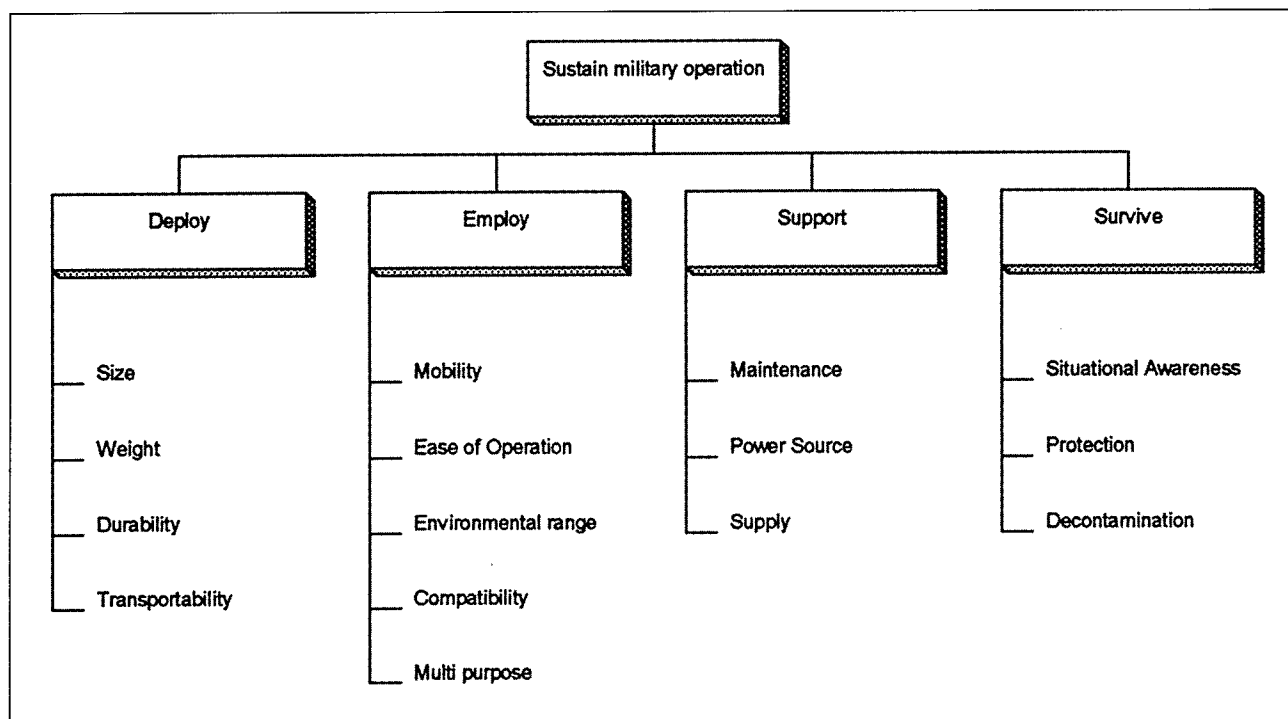 Sustain military operation
Deploy
Employ
Support
Survive
Size
Weight
Durability
Transportability
Mobility
Ease of Operation
Environmental range
Compatibility
Multi purpose
Maintenance
Power Source
Supply
Situational Awareness
Protection
Decontamination